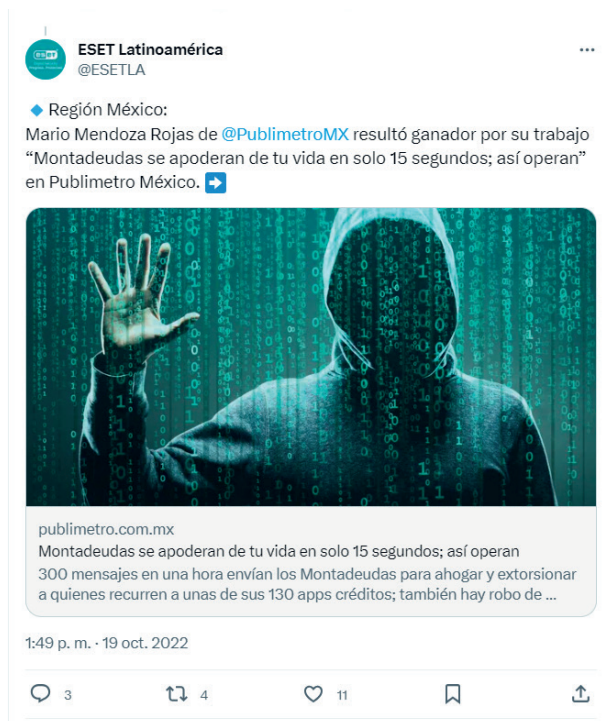 eset
ESET Latinoamérica
@ESETLA
Región México:
Mario Mendoza Rojas de @PublimetroMX resultó ganador por su trabajo
“Montadeudas se apoderan de tu vida en solo 15 segundos; así operan”
en Publimetro México.
publimetro.com.mx
Montadeudas se apoderan de tu vida en solo 15 segundos; así operan
300 mensajes en una hora envían los Montadeudas para ahogar y extorsionar
a quienes recurren a unas de sus 130 apps créditos; también hay robo de ...
1:49 p. m. · 19 oct. 2022
3 4 11